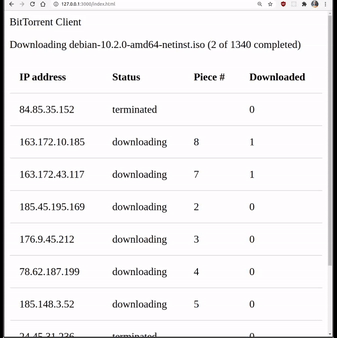 127.0.0.1:3000/index.html
BitTorrent Client
Downloading debian-10.2.0-amd64-netinst.iso (2 of 1340 completed)
IP address Status Piece # Downloaded
84.85.35.152 terminated 0
163.172.10.185 downloading 8 1
163.172.43.117 downloading 7 1
185.45.195.169 downloading 2 0
176.9.45.212 downloading 3 0
78.62.187.199 downloading 4 0
185.148.3.52 downloading 5 0
24.45.31.236 terminated 0